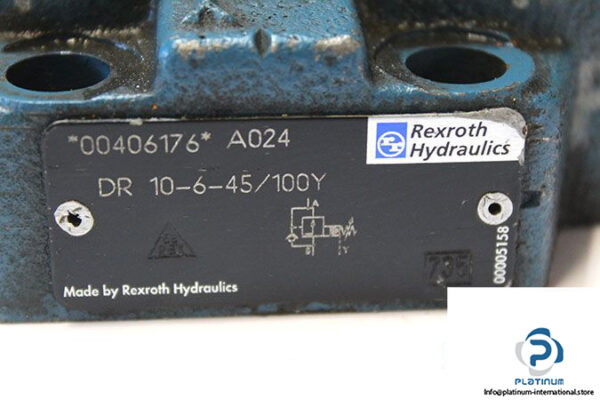 *00406176* A024
Rexroth
Hydraulics
DR 10-6-45/100Y
A
B
Y
Made by Rexroth Hydraulics
795
00005158
PLATINUM
Info@platinum-international.store